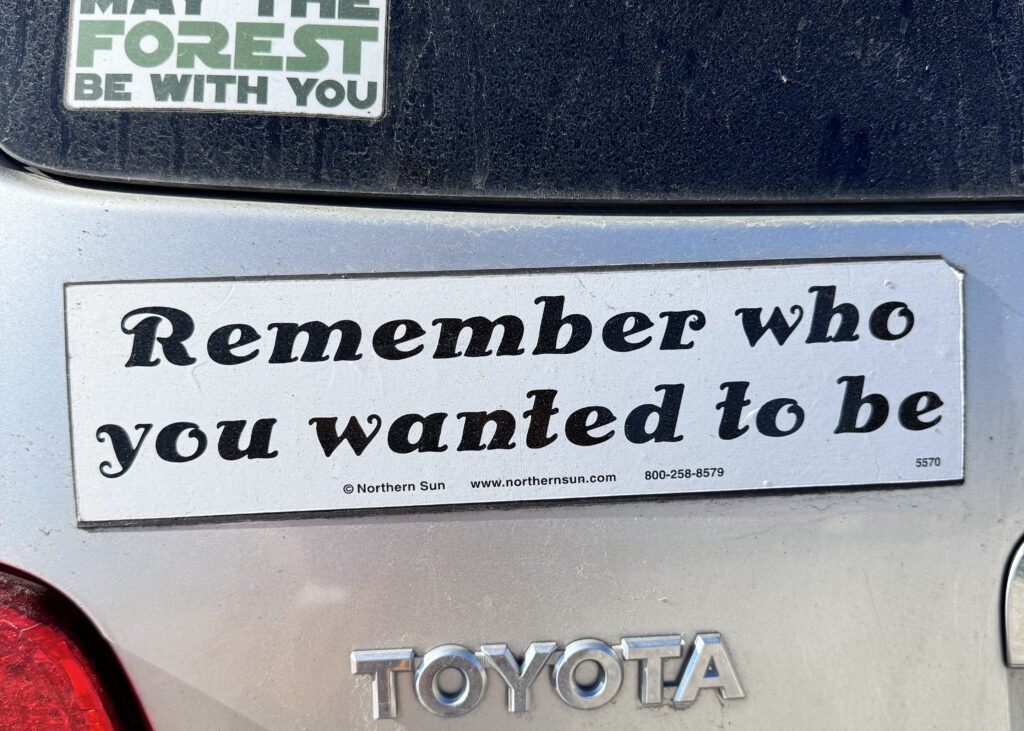 MAY THE
FOREST
BE WITH YOU
Remember who
you wanted to be
© Northern Sun www.northernsun.com 800-258-8579
5570
TOYOTA